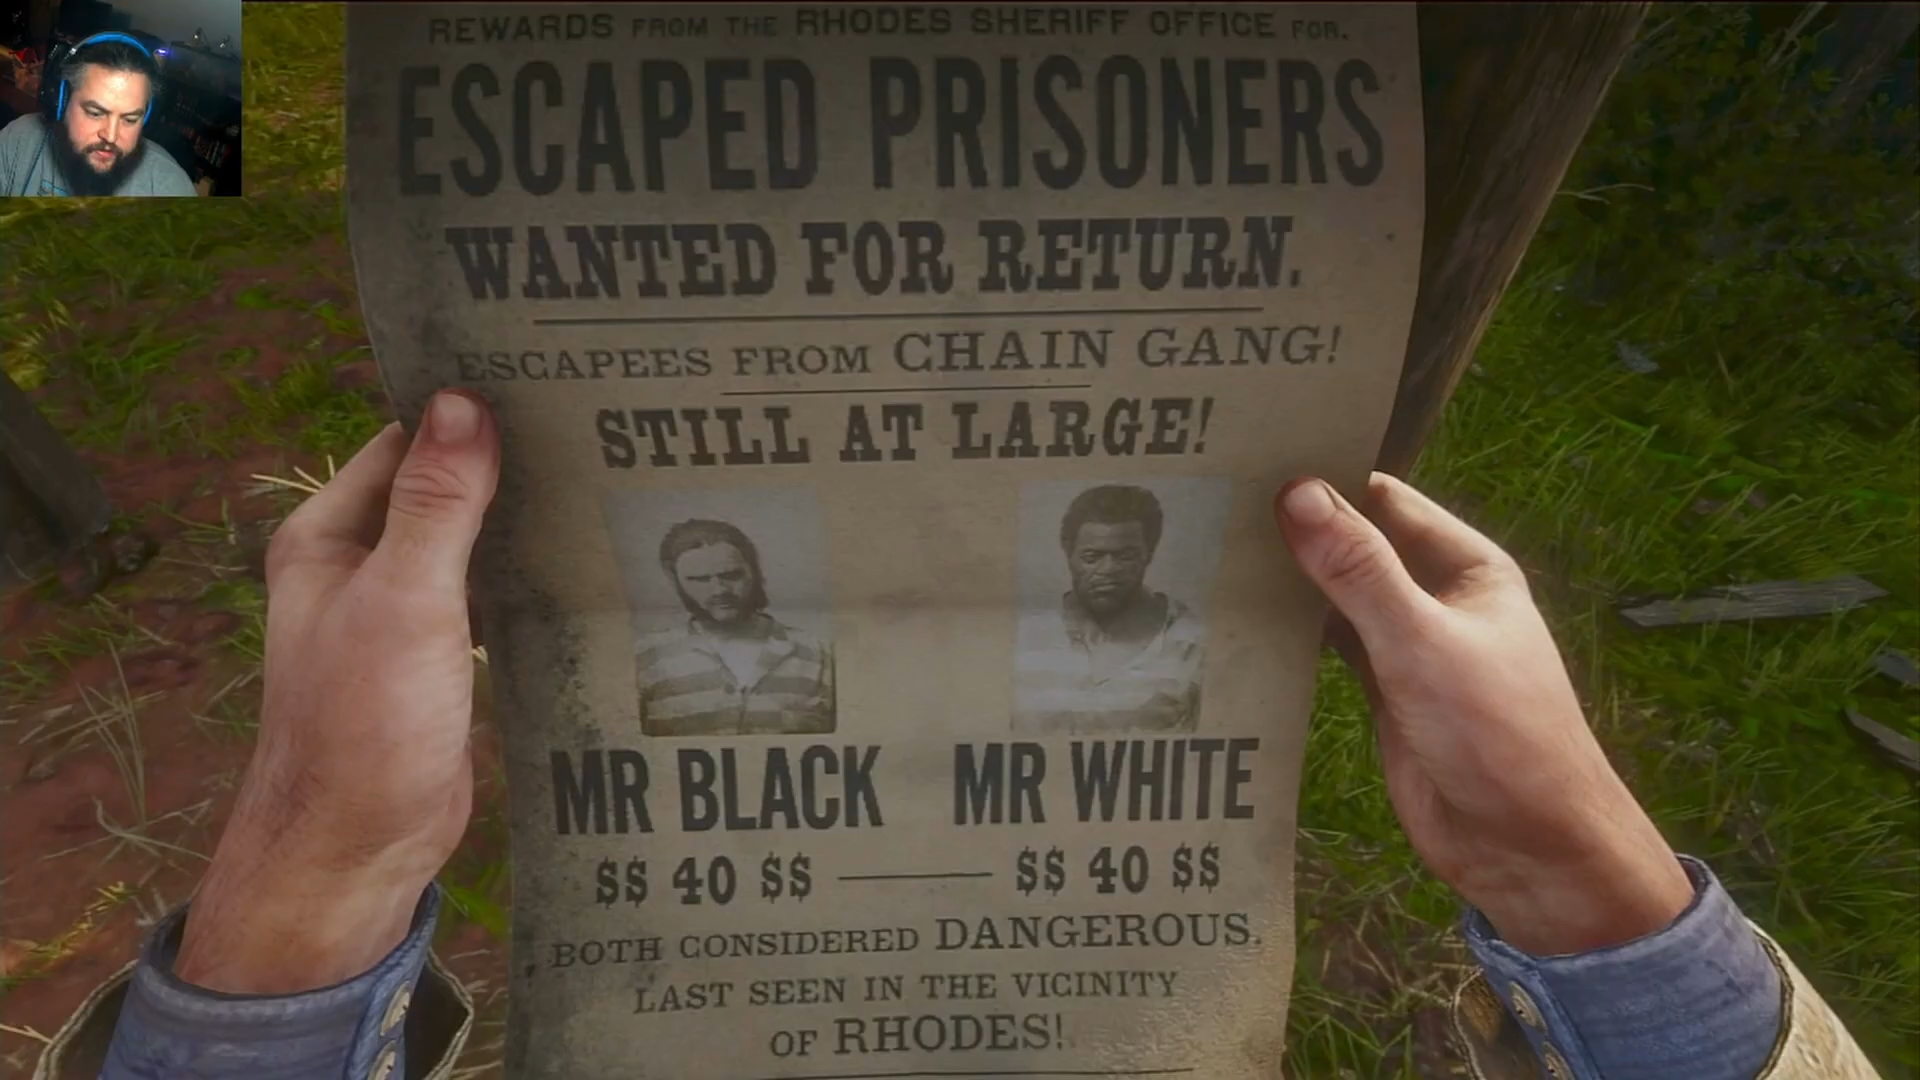 REWARDS FROM THE RHODES SHERIFF OFFICE FOR.
ESCAPED PRISONERS
WANTED FOR RETURN.
ESCAPEES FROM CHAIN GANG!
STILL AT LARGE!
MR BLACK MR WHITE
$$ 40 $$ $$ 40 $$
BOTH CONSIDERED DANGEROUS.
LAST SEEN IN THE VICINITY
OF RHODES!